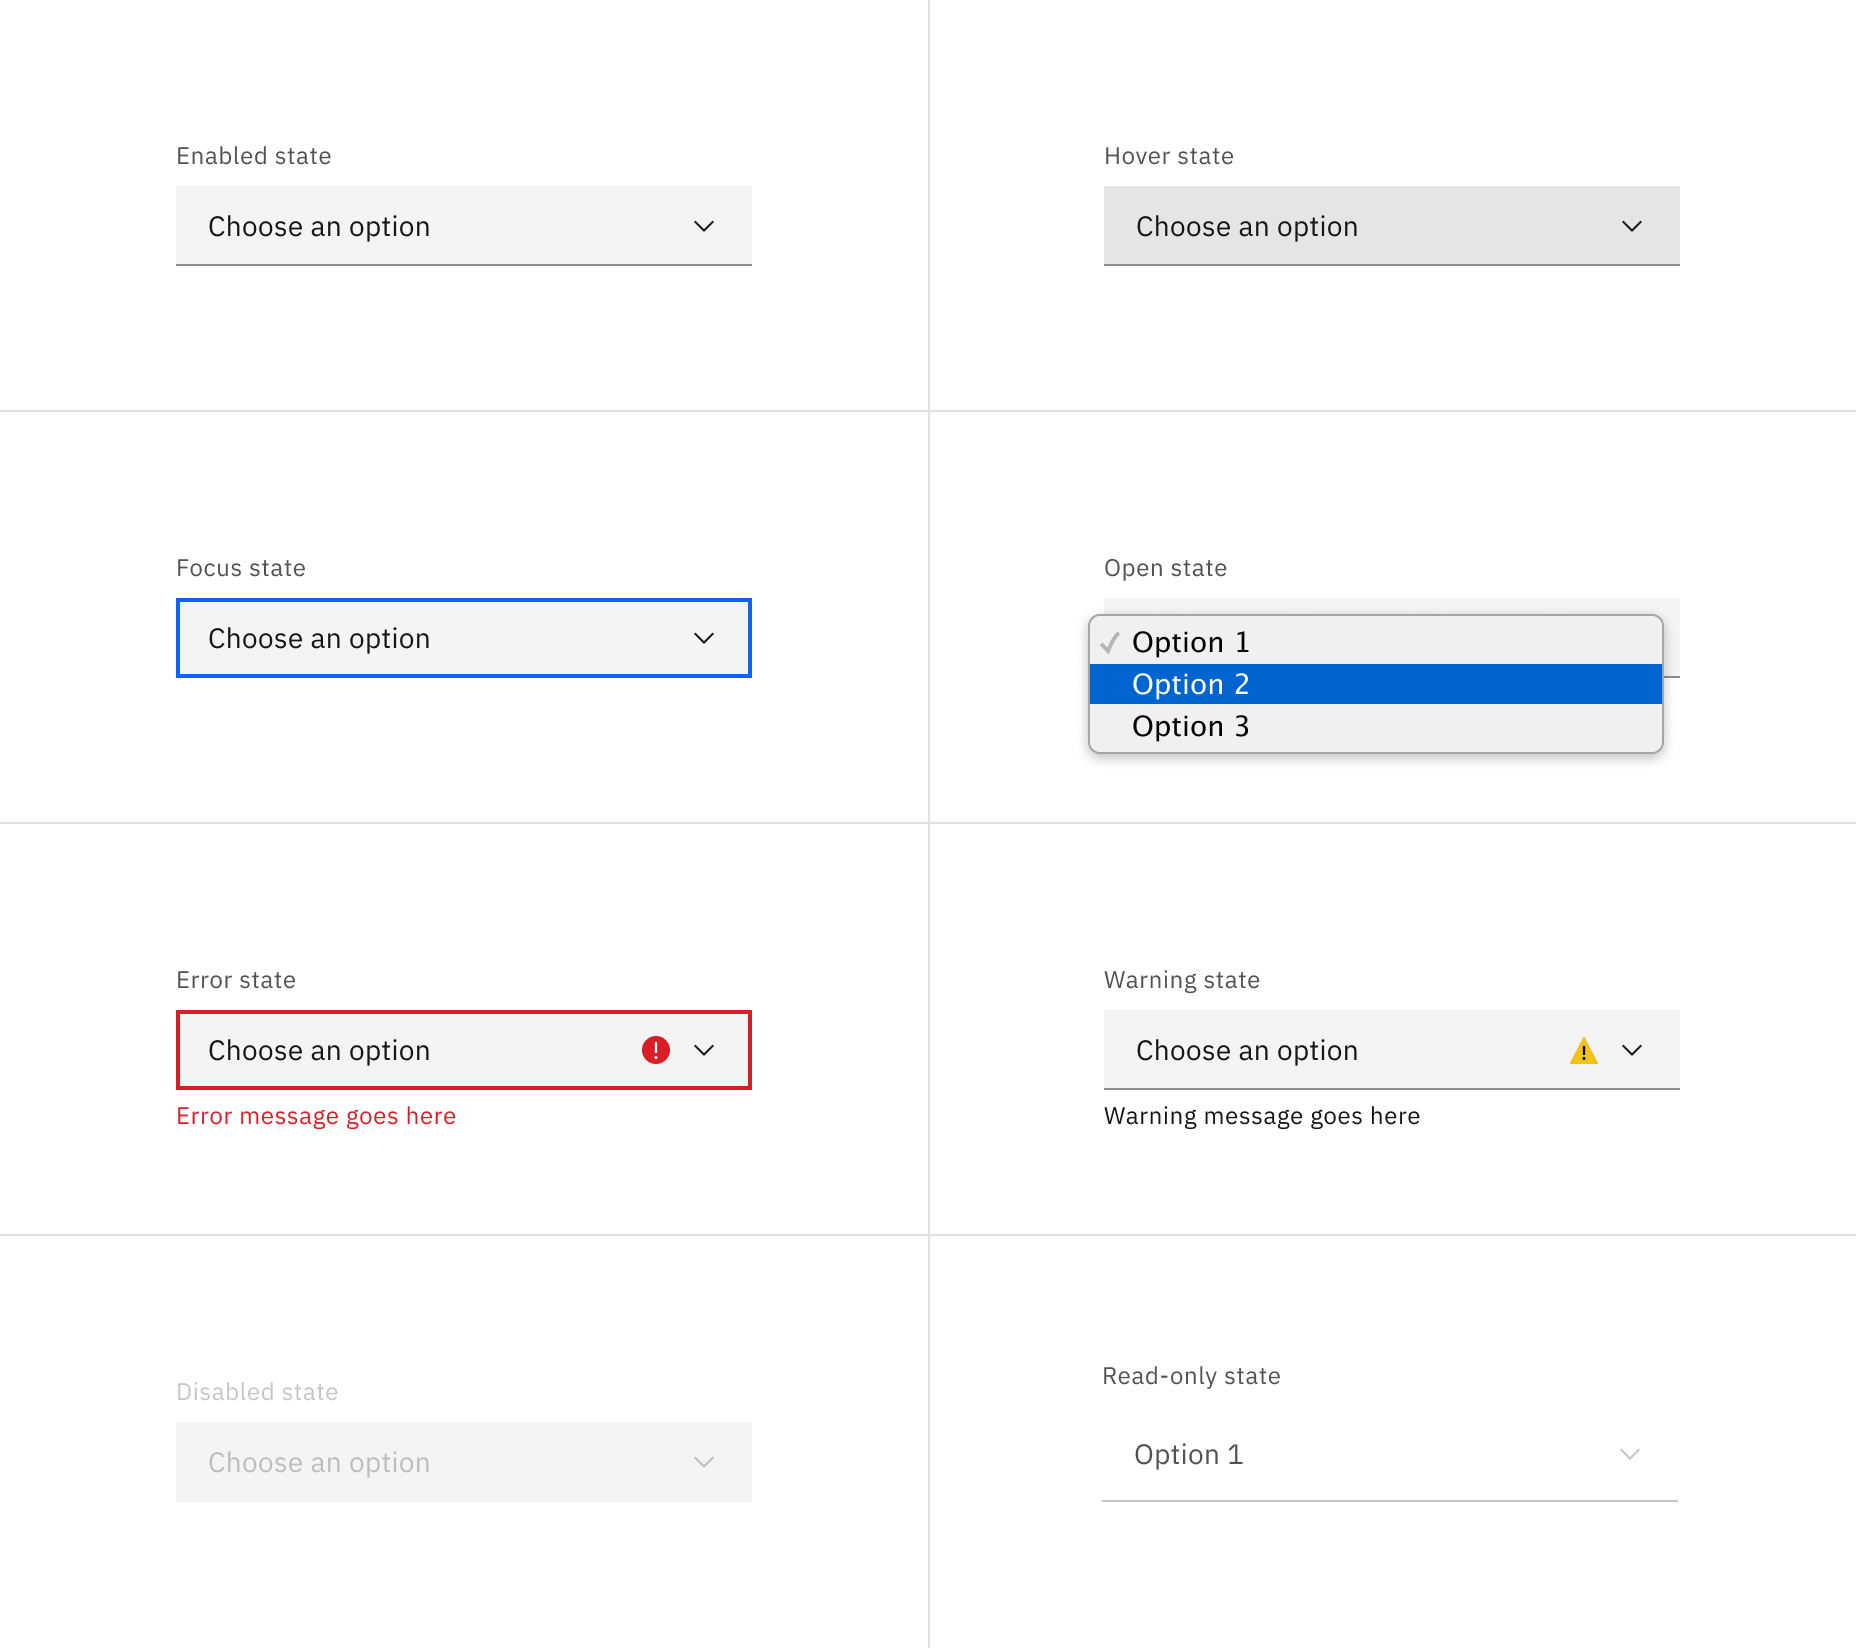 Enabled state
Choose an option
Hover state
Choose an option
Focus state
Choose an option
Open state
Option 1
Option 2
Option 3
Error state
Choose an option
Error message goes here
Warning state
Choose an option
Warning message goes here
Disabled state
Choose an option
Read-only state
Option 1